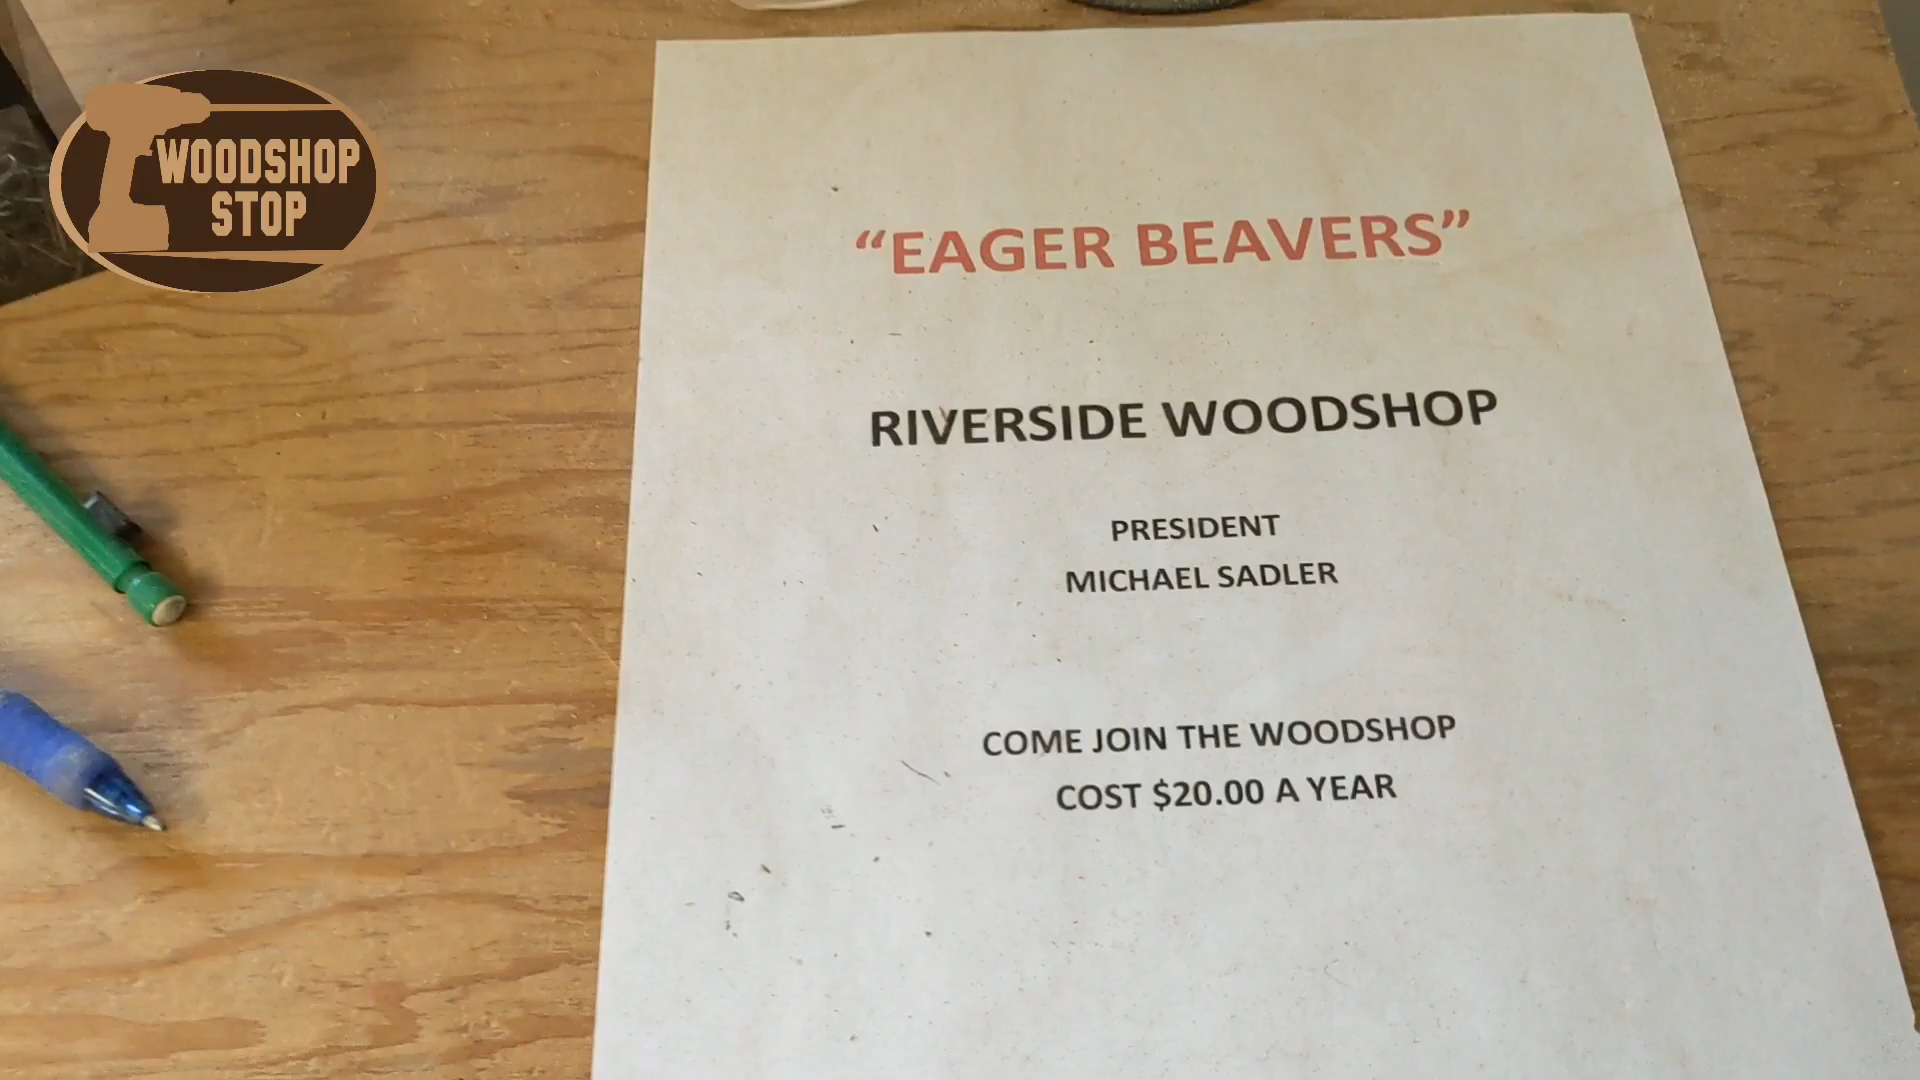 WOODSHOP
STOP
“EAGER BEAVERS”
RIVERSIDE WOODSHOP
PRESIDENT
MICHAEL SADLER
COME JOIN THE WOODSHOP
COST $20.00 A YEAR